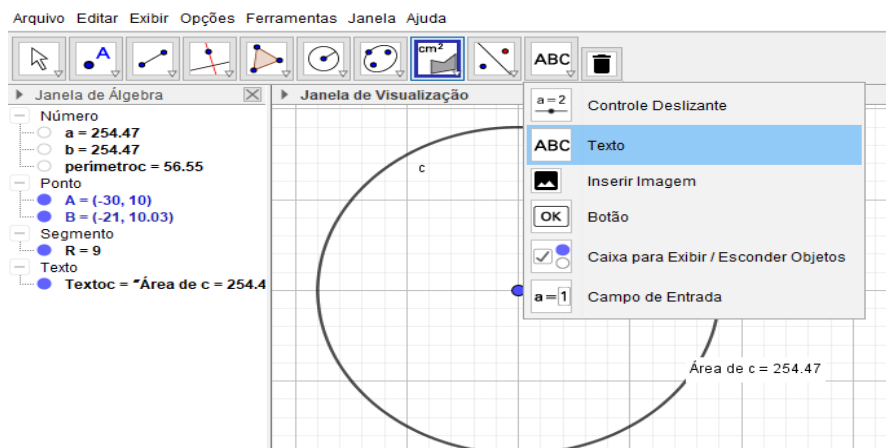 Arquivo Editar Exibir Opções Ferramentas Janela Ajuda
A
cm²
ABC
Janela de Álgebra
Janela de Visualização
Número
a = 254.47
b = 254.47
perimetroc = 56.55
Ponto
A = (-30, 10)
B = (-21, 10.03)
Segmento
R = 9
Texto
Textoc = "Área de c = 254.4
c
Área de c = 254.47
a=2 Controle Deslizante
ABC Texto
Inserir Imagem
OK Botão
Caixa para Exibir / Esconder Objetos
a=1 Campo de Entrada